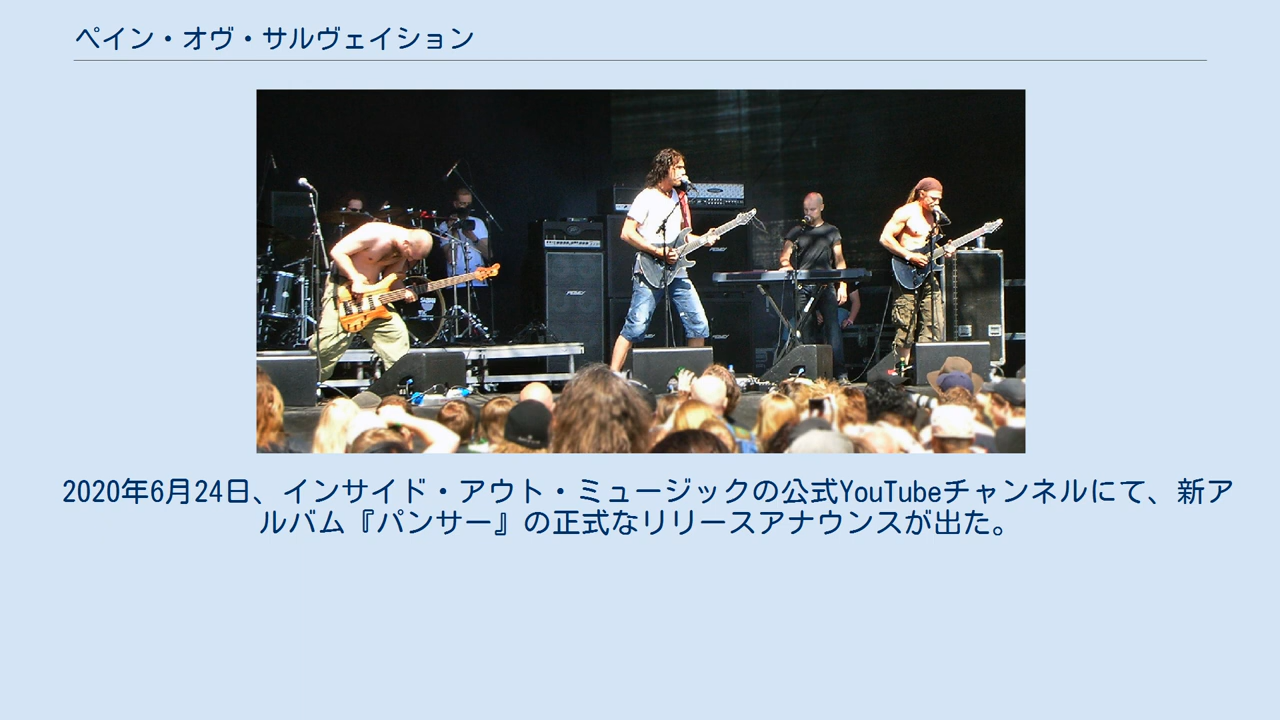 ペイン・オヴ・サルヴェイション
2020年6月24日、インサイド・アウト・ミュージックの公式YouTubeチャンネルにて、新ア
ルバム『パンサー』の正式なリリースアナウンスが出た。